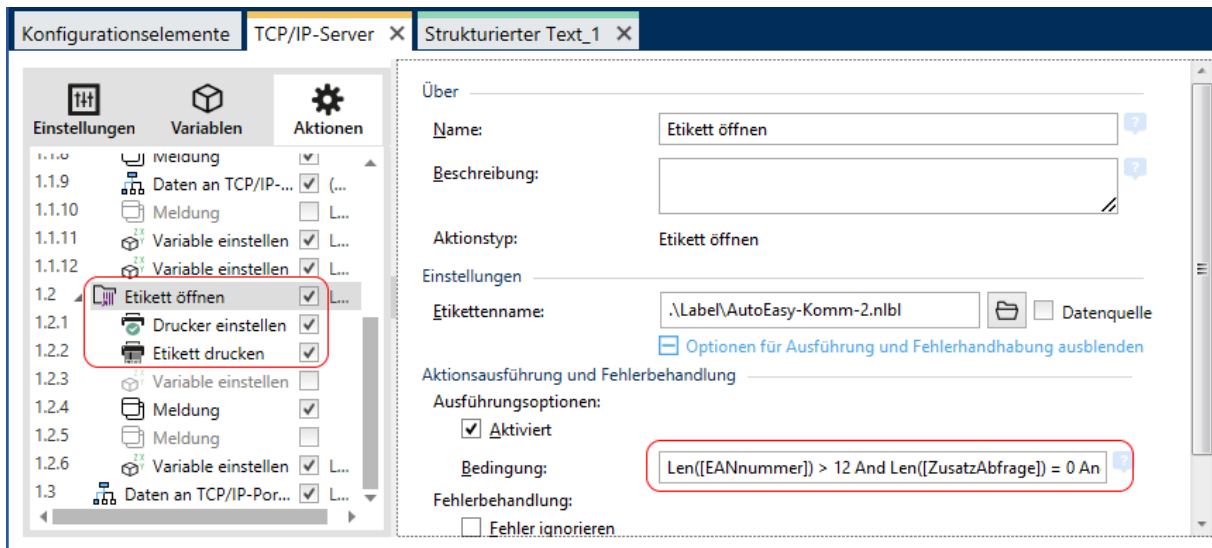 Konfigurationselemente TCP/IP-Server Strukturierter Text_1
Einstellungen Variablen Aktionen
1.1.8 Meldung
1.1.9 Daten an TCP/IP-... (...
1.1.10 Meldung L...
1.1.11 Variable einstellen L...
1.1.12 Variable einstellen L...
1.2 Etikett öffnen L...
1.2.1 Drucker einstellen
1.2.2 Etikett drucken
1.2.3 Variable einstellen
1.2.4 Meldung
1.2.5 Meldung
1.2.6 Variable einstellen L...
1.3 Daten an TCP/IP-Por... L...
Über
Name: Etikett öffnen
Beschreibung:
Aktionstyp: Etikett öffnen
Einstellungen
Etikettenname: .\Label\AutoEasy-Komm-2.nlbl Datenquelle
Optionen für Ausführung und Fehlerhandhabung ausblenden
Aktionsausführung und Fehlerbehandlung
Ausführungsoptionen:
Aktiviert
Bedingung: Len([EANnummer]) > 12 And Len([ZusatzAbfrage]) = 0 An
Fehlerbehandlung:
Fehler ignorieren